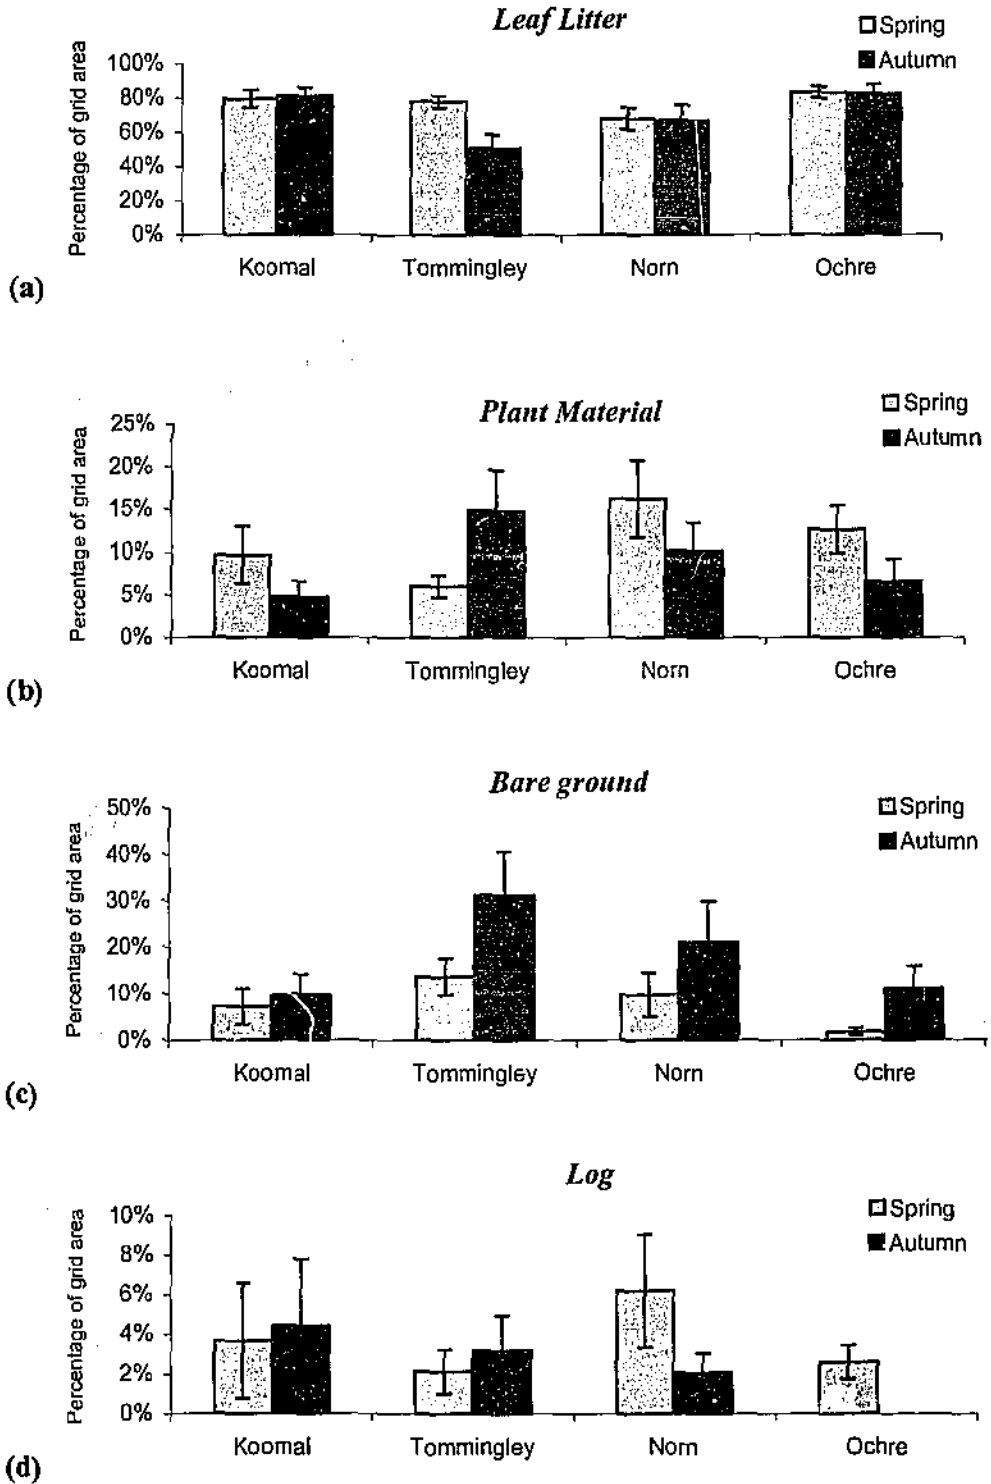 Leaf Litter
Spring
Autumn
Percentage of grid area
100%
80%
60%
40%
20%
0%
Koomal Tommingley Norn Ochre
(a)
Plant Material
Spring
Autumn
Percentage of grid area
25%
20%
15%
10%
5%
0%
Koomal Tommingley Norn Ochre
(b)
Bare ground
Spring
Autumn
Percentage of grid area
50%
40%
30%
20%
10%
0%
Koomal Tommingley Norn Ochre
(c)
Log
Spring
Autumn
Percentage of grid area
10%
8%
6%
4%
2%
0%
Koomal Tommingley Norn Ochre
(d)